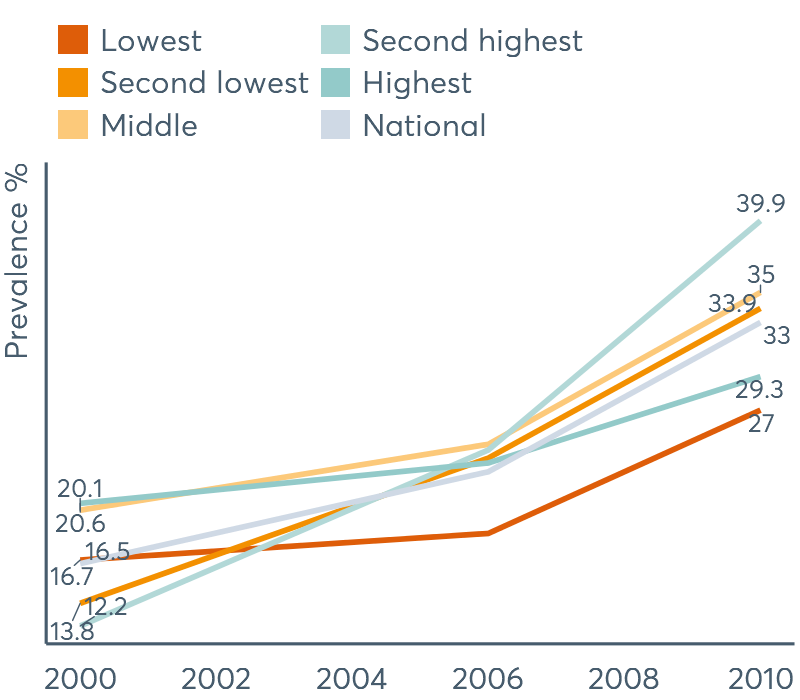 Lowest
Second lowest
Middle
Second highest
Highest
National
Prevalence %
39.9
35
33.9
33
29.3
27
20.1
20.6
16.5
16.7
12.2
13.8
2000 2002 2004 2006 2008 2010